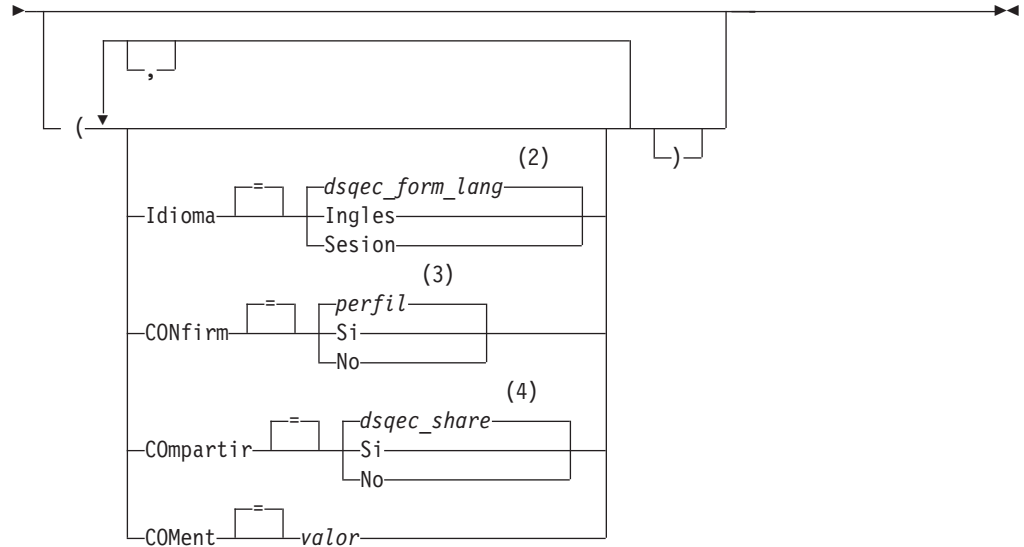 ,
( )
(2)
= dsqec_form_lang
Idioma Ingles
Sesion
(3)
= perfil
CONfirm Si
No
(4)
= dsqec_share
COmpartir Si
No
=
COMent valor